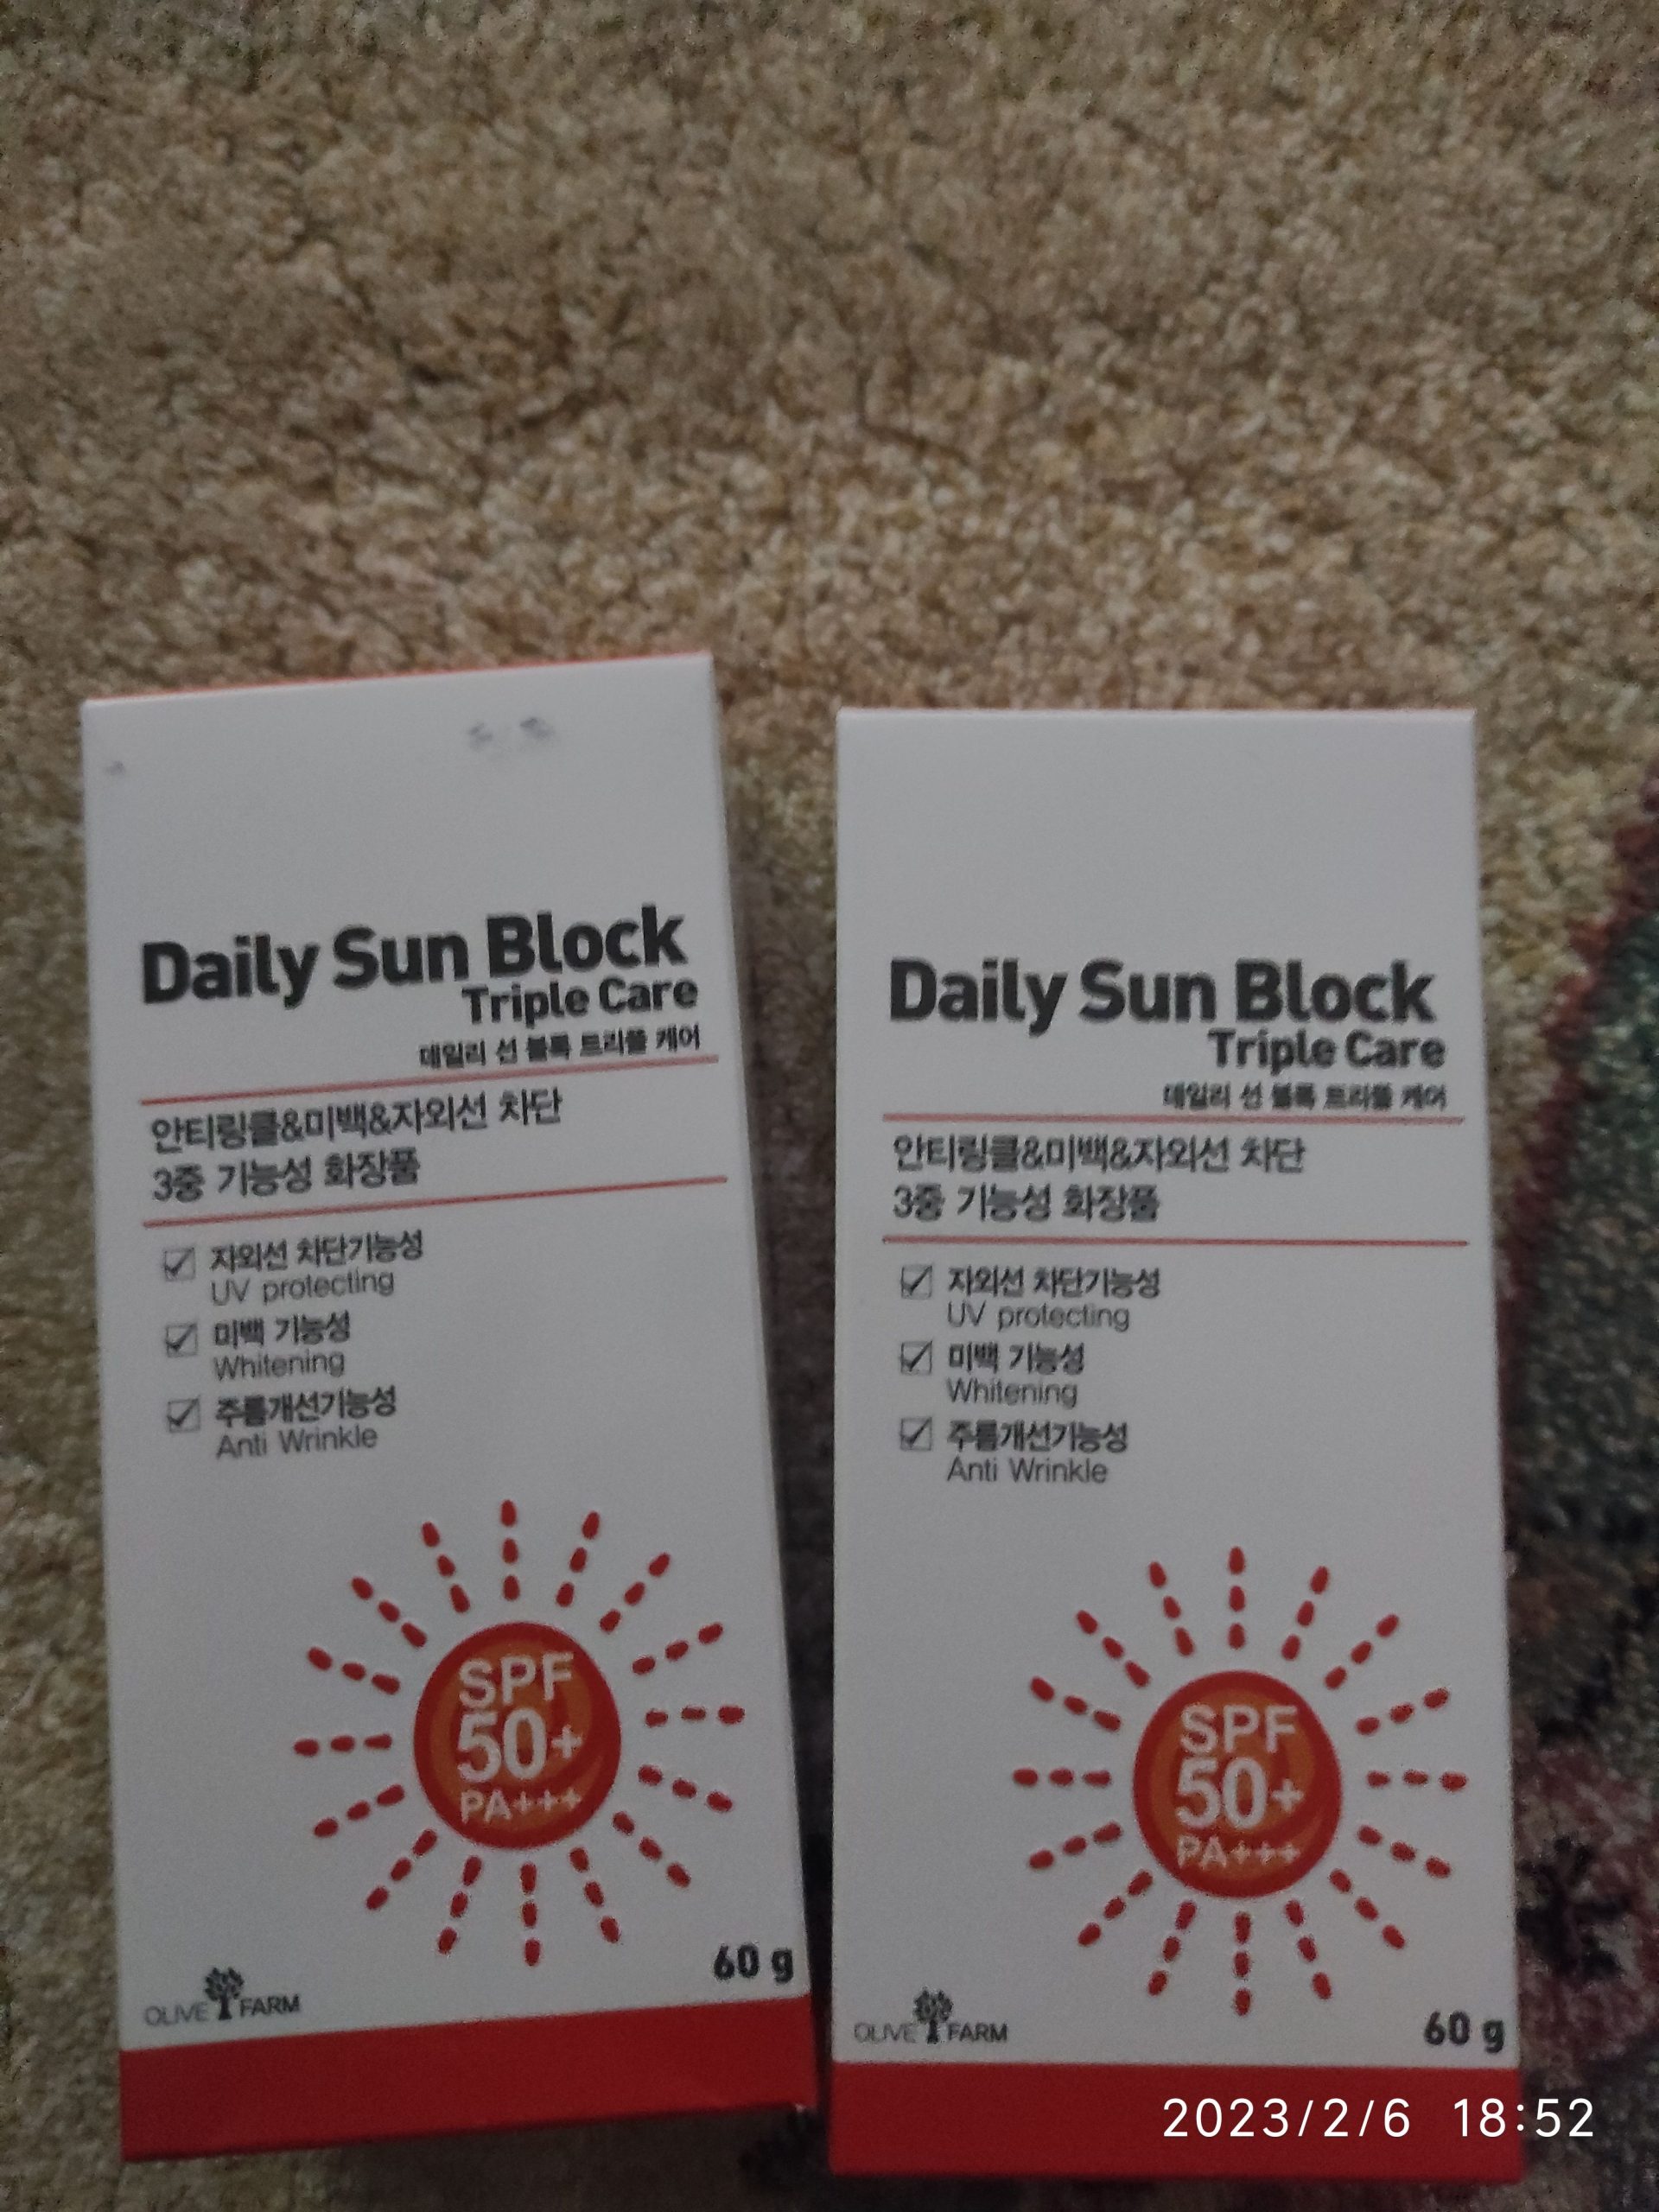 Daily Sun Block
Triple Care
데일리 선 블록 트리플 케어
안티링클&미백&자외선 차단
3중 기능성 화장품
자외선 차단기능성
UV protecting
미백 기능성
Whitening
주름개선기능성
Anti Wrinkle
SPF
50+
PA+++
60 g
OLIVE FARM
Daily Sun Block
Triple Care
데일리 선 블록 트리플 케어
안티링클&미백&자외선 차단
3중 기능성 화장품
자외선 차단기능성
UV protecting
미백 기능성
Whitening
주름개선기능성
Anti Wrinkle
SPF
50+
PA+++
60 g
OLIVE FARM
2023/2/6 18:52